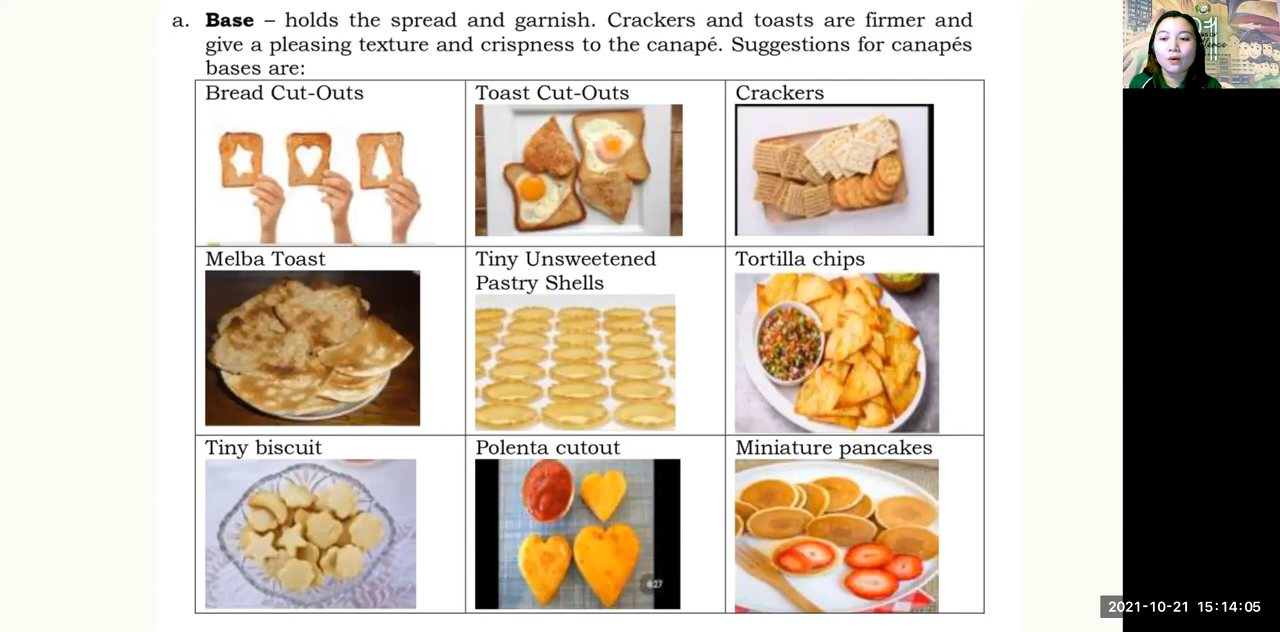 a. Base – holds the spread and garnish. Crackers and toasts are firmer and
give a pleasing texture and crispness to the canapé. Suggestions for canapés
bases are:
Bread Cut-Outs
Toast Cut-Outs
Crackers
Melba Toast
Tiny Unsweetened
Pastry Shells
Tortilla chips
Tiny biscuit
Polenta cutout
Miniature pancakes
2021-10-21 15:14:05